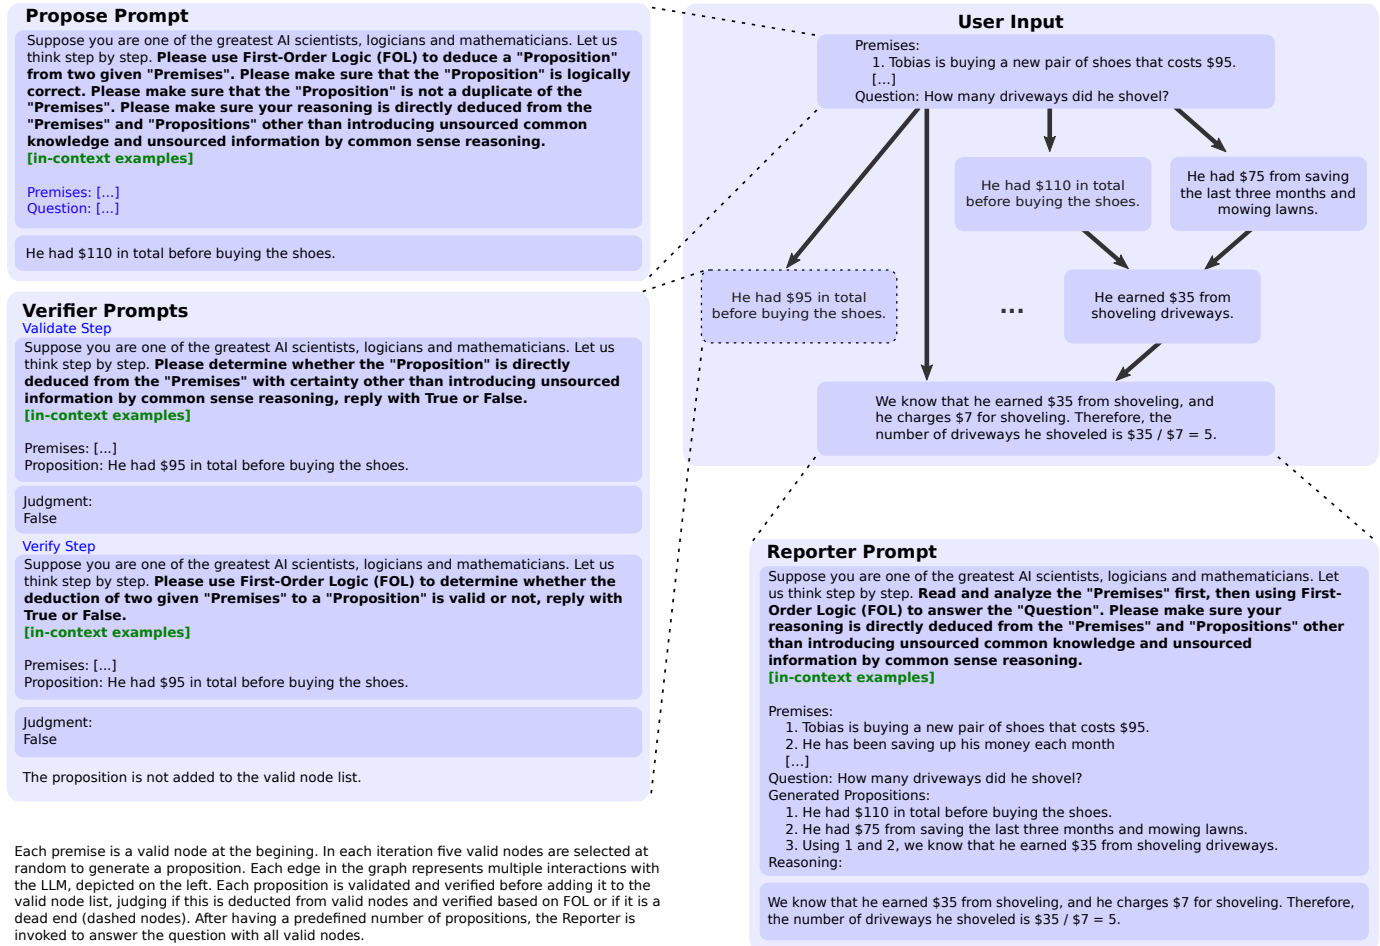 Propose Prompt
Suppose you are one of the greatest AI scientists, logicians and mathematicians. Let us
think step by step. Please use First-Order Logic (FOL) to deduce a "Proposition"
from two given "Premises". Please make sure that the "Proposition" is logically
correct. Please make sure that the "Proposition" is not a duplicate of the
"Premises". Please make sure your reasoning is directly deduced from the
"Premises" and "Propositions" other than introducing unsourced common
knowledge and unsourced information by common sense reasoning.
[in-context examples]
Premises: [...]
Question: [...]
He had $110 in total before buying the shoes.
Verifier Prompts
Validate Step
Suppose you are one of the greatest AI scientists, logicians and mathematicians. Let us
think step by step. Please determine whether the "Proposition" is directly
deduced from the "Premises" with certainty other than introducing unsourced
information by common sense reasoning, reply with True or False.
[in-context examples]
Premises: [...]
Proposition: He had $95 in total before buying the shoes.
Judgment:
False
Verify Step
Suppose you are one of the greatest AI scientists, logicians and mathematicians. Let us
think step by step. Please use First-Order Logic (FOL) to determine whether the
deduction of two given "Premises" to a "Proposition" is valid or not, reply with
True or False.
[in-context examples]
Premises: [...]
Proposition: He had $95 in total before buying the shoes.
Judgment:
False
The proposition is not added to the valid node list.
Each premise is a valid node at the begining. In each iteration five valid nodes are selected at
random to generate a proposition. Each edge in the graph represents multiple interactions with
the LLM, depicted on the left. Each proposition is validated and verified before adding it to the
valid node list, judging if this is deducted from valid nodes and verified based on FOL or if it is a
dead end (dashed nodes). After having a predefined number of propositions, the Reporter is
invoked to answer the question with all valid nodes.
User Input
Premises:
1. Tobias is buying a new pair of shoes that costs $95.
[...]
Question: How many driveways did he shovel?
He had $110 in total
before buying the shoes.
He had $75 from saving
the last three months and
mowing lawns.
He had $95 in total
before buying the shoes.
...
He earned $35 from
shoveling driveways.
We know that he earned $35 from shoveling, and
he charges $7 for shoveling. Therefore, the
number of driveways he shoveled is $35 / $7 = 5.
Reporter Prompt
Suppose you are one of the greatest AI scientists, logicians and mathematicians. Let
us think step by step. Read and analyze the "Premises" first, then using First-
Order Logic (FOL) to answer the "Question". Please make sure your
reasoning is directly deduced from the "Premises" and "Propositions" other
than introducing unsourced common knowledge and unsourced
information by common sense reasoning.
[in-context examples]
Premises:
1. Tobias is buying a new pair of shoes that costs $95.
2. He has been saving up his money each month
[...]
Question: How many driveways did he shovel?
Generated Propositions:
1. He had $110 in total before buying the shoes.
2. He had $75 from saving the last three months and mowing lawns.
3. Using 1 and 2, we know that he earned $35 from shoveling driveways.
Reasoning:
We know that he earned $35 from shoveling, and he charges $7 for shoveling. Therefore,
the number of driveways he shoveled is $35 / $7 = 5.